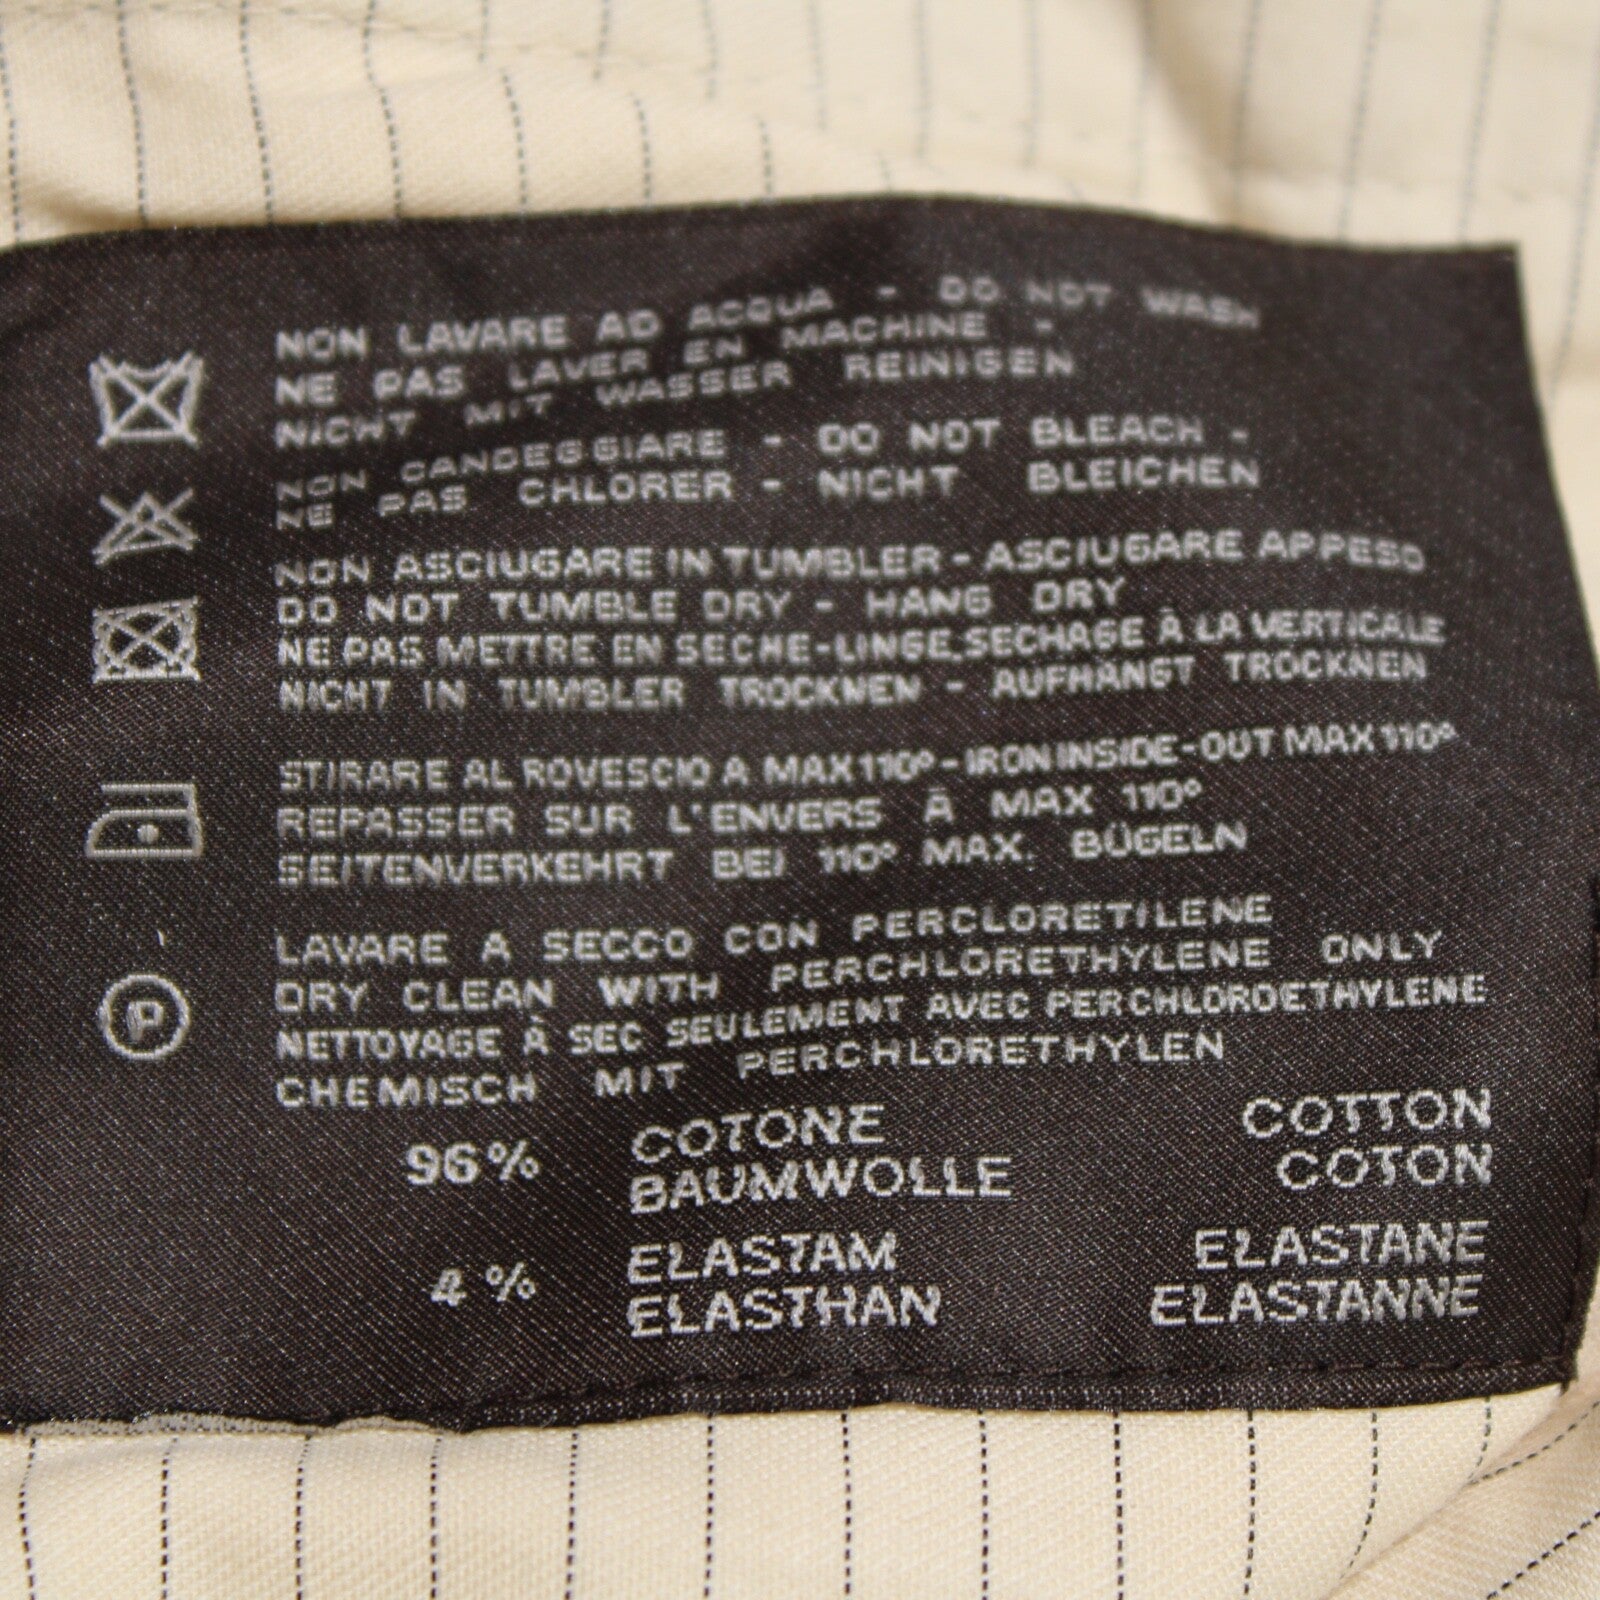 NON LAVARE AD ACQUA - DO NOT WASH
NE PAS LAVER EN MACHINE -
NICHT MIT WASSER REINIGEN
NON CANDEGGIARE - DO NOT BLEACH -
NE PAS CHLORER - NICHT BLEICHEN
NON ASCIUGARE IN TUMBLER - ASCIUGARE APPESO
DO NOT TUMBLE DRY - HANG DRY
NE PAS METTRE EN SECHE-LINGE.SECHAGE À LA VERTICALE
NICHT IN TUMBLER TROCKNEN - AUFHÄNGT TROCKNEN
STIRARE AL ROVESCIO A MAX 110° - IRON INSIDE-OUT MAX 110°
REPASSER SUR L'ENVERS À MAX 110°
SEITENVERKEHRT BEI 110° MAX. BÜGELN
LAVARE A SECCO CON PERCLORETILENE
DRY CLEAN WITH PERCHLORETHYLENE ONLY
P NETTOYAGE À SEC SEULEMENT AVEC PERCHLOROETHYLENE
CHEMISCH MIT PERCHLORETHYLEN
COTONE COTTON
96% BAUMWOLLE COTON
ELASTAM ELASTANE
4 % ELASTHAN ELASTANNE